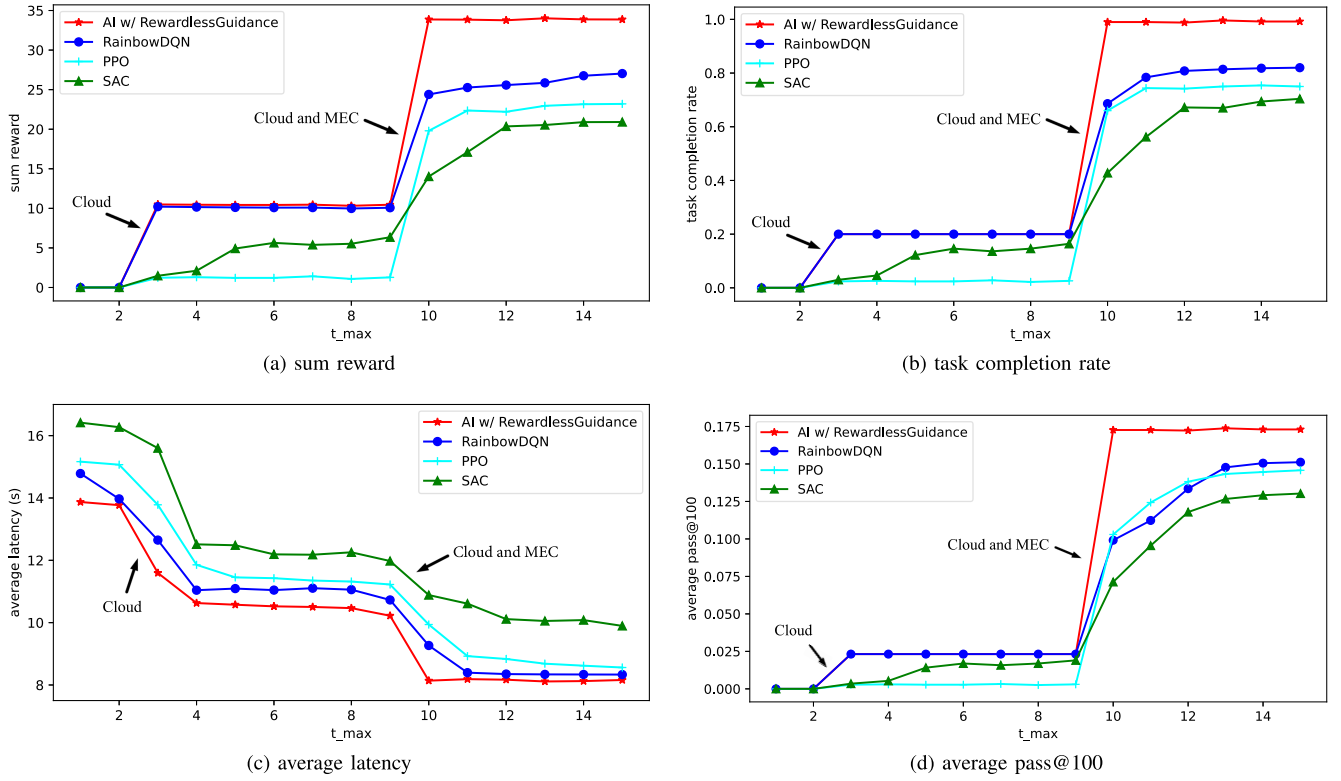 AI w/ RewardlessGuidance
RainbowDQN
PPO
SAC
Cloud
Cloud and MEC
sum reward
0
5
10
15
20
25
30
35
2 4 6 8 10 12 14
t_max
(a) sum reward
AI w/ RewardlessGuidance
RainbowDQN
PPO
SAC
Cloud
Cloud and MEC
task completion rate
0.0
0.2
0.4
0.6
0.8
1.0
2 4 6 8 10 12 14
t_max
(b) task completion rate
AI w/ RewardlessGuidance
RainbowDQN
PPO
SAC
Cloud
Cloud and MEC
average latency (s)
8
10
12
14
16
2 4 6 8 10 12 14
t_max
(c) average latency
AI w/ RewardlessGuidance
RainbowDQN
PPO
SAC
Cloud
Cloud and MEC
average pass@100
0.000
0.025
0.050
0.075
0.100
0.125
0.150
0.175
2 4 6 8 10 12 14
t_max
(d) average pass@100